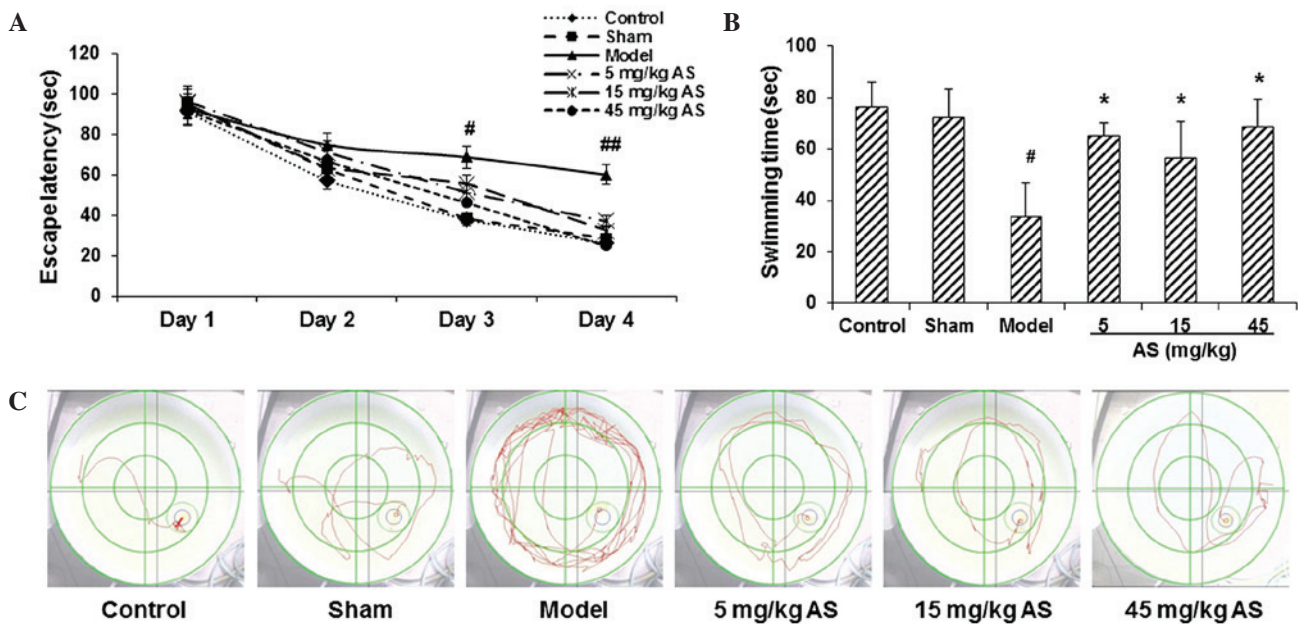 A
Control
Sham
Model
5 mg/kg AS
15 mg/kg AS
45 mg/kg AS
Escapelatency (sec)
120
100
80
60
40
20
0
#
##
Day 1 Day 2 Day 3 Day 4
B
Swimming time (sec)
100
80
60
40
20
0
#
*
*
*
Control Sham Model 5 15 45
AS (mg/kg)
C
Control Sham Model 5 mg/kg AS 15 mg/kg AS 45 mg/kg AS